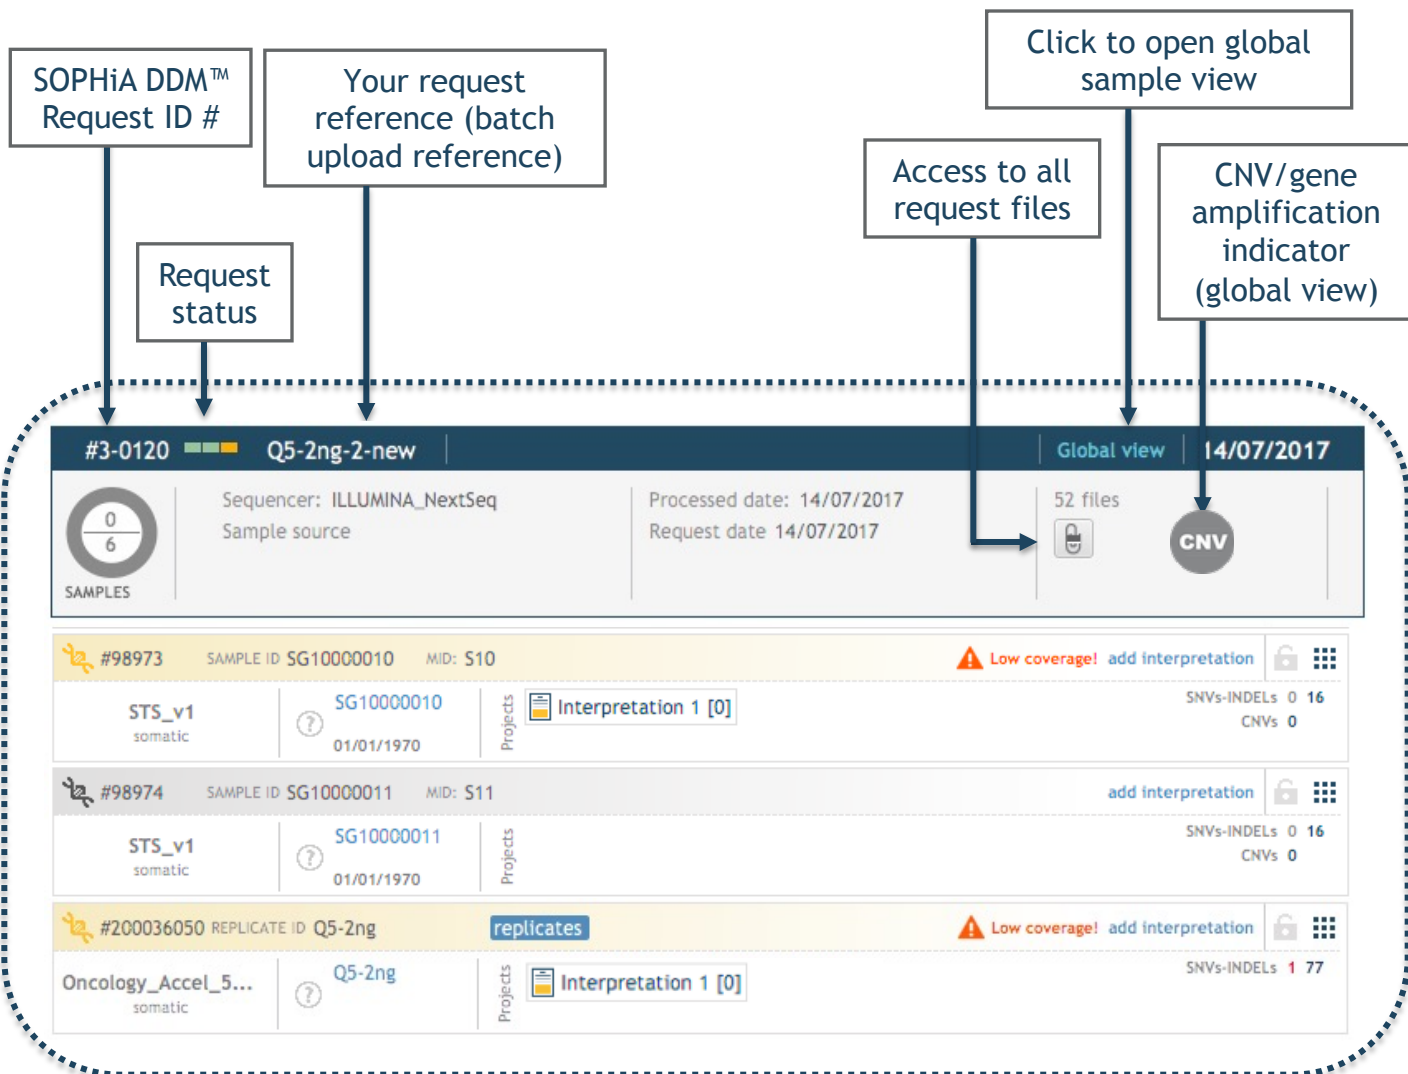 Click to open global
sample view
SOPHiA DDM™
Request ID #
Your request
reference (batch
upload reference)
Access to all
request files
CNV/gene
amplification
indicator
(global view)
Request
status
#3-0120
Q5-2ng-2-new
Global view
14/07/2017
0
6
SAMPLES
Sequencer: ILLUMINA_NextSeq
Sample source
Processed date: 14/07/2017
Request date 14/07/2017
52 files
CNV
#98973 SAMPLE ID SG10000010 MID: S10
Low coverage! add interpretation
STS_v1
somatic
?
SG10000010
01/01/1970
Projects
Interpretation 1 [0]
SNVs-INDELs 0 16
CNVs 0
#98974 SAMPLE ID SG10000011 MID: S11
add interpretation
STS_v1
somatic
?
SG10000011
01/01/1970
Projects
SNVs-INDELs 0 16
CNVs 0
#200036050 REPLICATE ID Q5-2ng
replicates
Low coverage! add interpretation
Oncology_Accel_5...
somatic
?
Q5-2ng
Projects
Interpretation 1 [0]
SNVs-INDELs 1 77